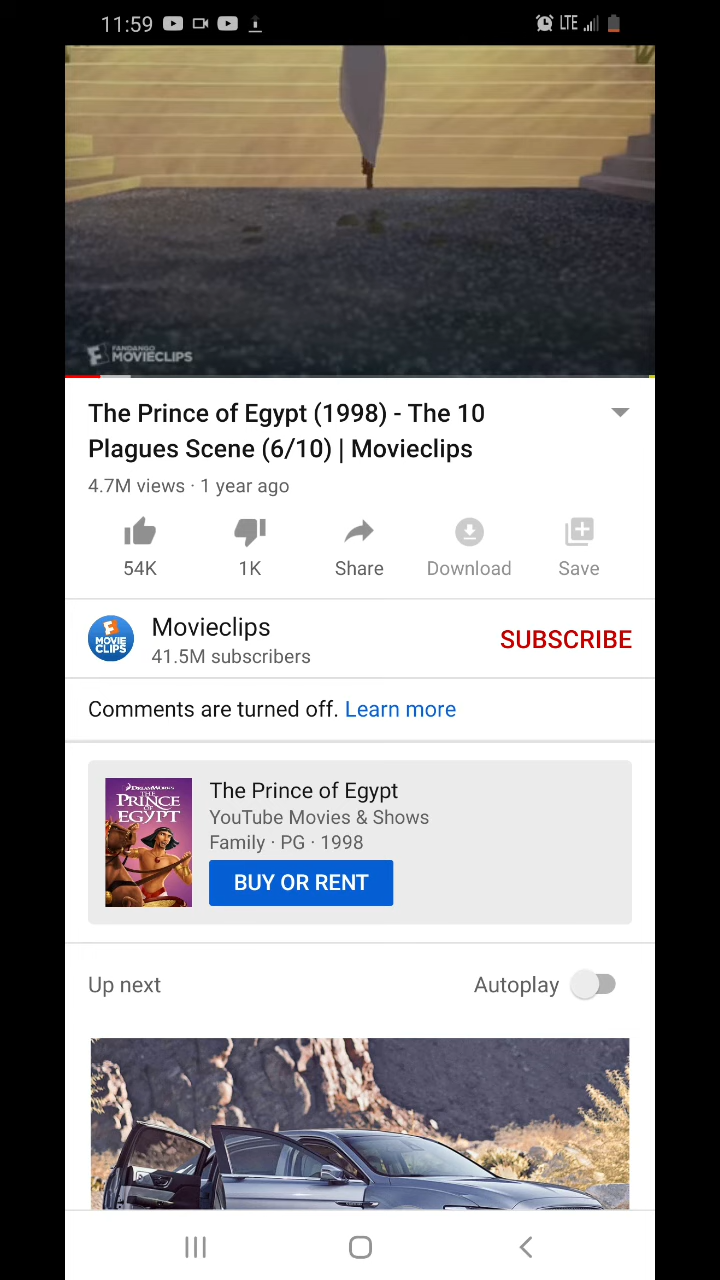 11:59
LTE
FANDANGO
MOVIECLIPS
The Prince of Egypt (1998) - The 10
Plagues Scene (6/10) | Movieclips
4.7M views · 1 year ago
54K
1K
Share
Download
Save
MOVIE
CLIPS
Movieclips
41.5M subscribers
SUBSCRIBE
Comments are turned off. Learn more
DREAMWORKS
THE
PRINCE
OF
EGYPT
The Prince of Egypt
YouTube Movies & Shows
Family · PG · 1998
BUY OR RENT
Up next
Autoplay